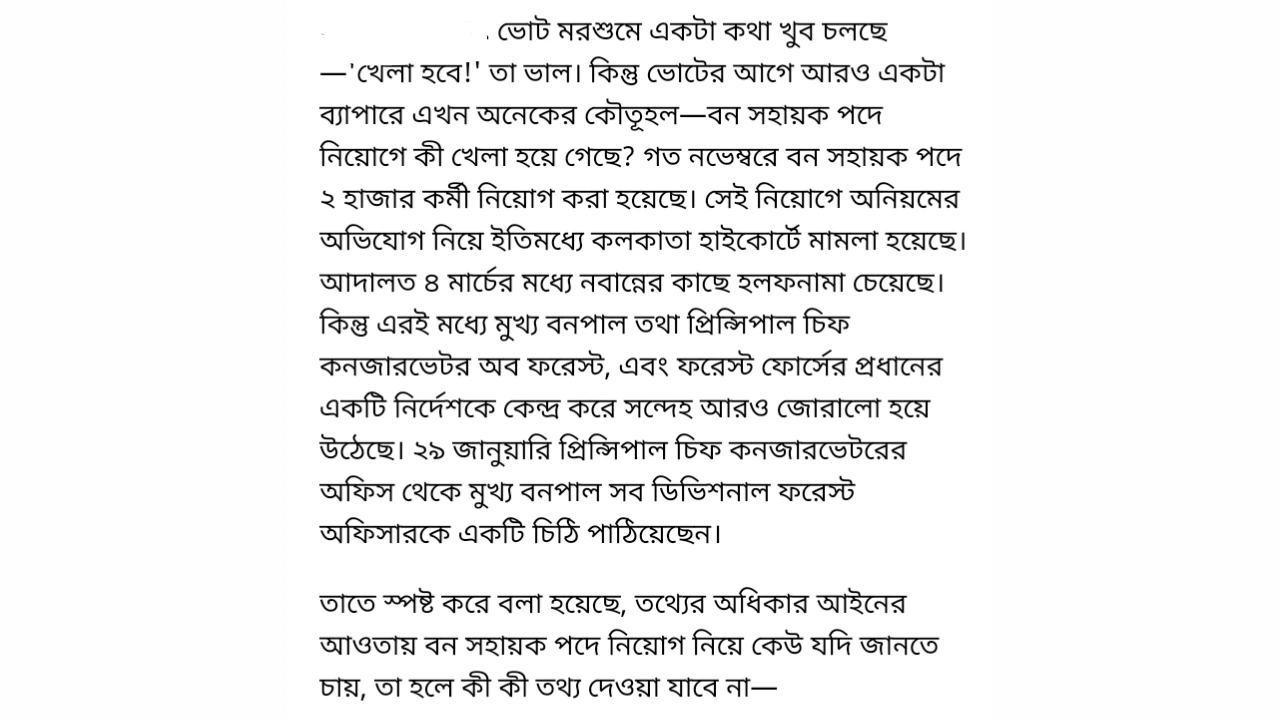 . ভোট মরশুমে একটা কথা খুব চলছে
—'খেলা হবে!' তা ভাল। কিন্তু ভোটের আগে আরও একটা
ব্যাপারে এখন অনেকের কৌতূহল—বন সহায়ক পদে
নিয়োগে কী খেলা হয়ে গেছে? গত নভেম্বরে বন সহায়ক পদে
২ হাজার কর্মী নিয়োগ করা হয়েছে। সেই নিয়োগে অনিয়মের
অভিযোগ নিয়ে ইতিমধ্যে কলকাতা হাইকোর্টে মামলা হয়েছে।
আদালত ৪ মার্চের মধ্যে নবান্নের কাছে হলফনামা চেয়েছে।
কিন্তু এরই মধ্যে মুখ্য বনপাল তথা প্রিন্সিপাল চিফ
কনজারভেটর অব ফরেস্ট, এবং ফরেস্ট ফোর্সের প্রধানের
একটি নির্দেশকে কেন্দ্র করে সন্দেহ আরও জোরালো হয়ে
উঠেছে। ২৯ জানুয়ারি প্রিন্সিপাল চিফ কনজারভেটরের
অফিস থেকে মুখ্য বনপাল সব ডিভিশনাল ফরেস্ট
অফিসারকে একটি চিঠি পাঠিয়েছেন।
তাতে স্পষ্ট করে বলা হয়েছে, তথ্যের অধিকার আইনের
আওতায় বন সহায়ক পদে নিয়োগ নিয়ে কেউ যদি জানতে
চায়, তা হলে কী কী তথ্য দেওয়া যাবে না—